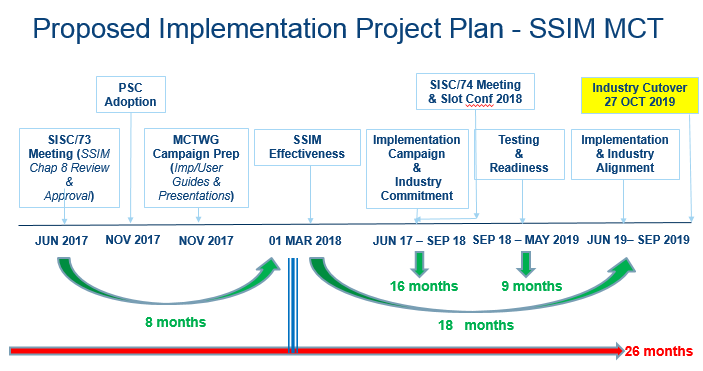 Proposed Implementation Project Plan - SSIM MCT
PSC
Adoption
SISC/74 Meeting
& Slot Conf 2018
Industry Cutover
27 OCT 2019
SISC/73
Meeting (SSIM
Chap 8 Review
&
Approval)
MCTWG
Campaign Prep
(Imp/User
Guides &
Presentations)
SSIM
Effectiveness
Implementation
Campaign
&
Industry
Commitment
Testing
&
Readiness
Implementation
& Industry
Alignment
JUN 2017
NOV 2017
NOV 2017
01 MAR 2018
JUN 17 – SEP 18
SEP 18 – MAY 2019
JUN 19– SEP 2019
8 months
16 months
9 months
18 months
26 months